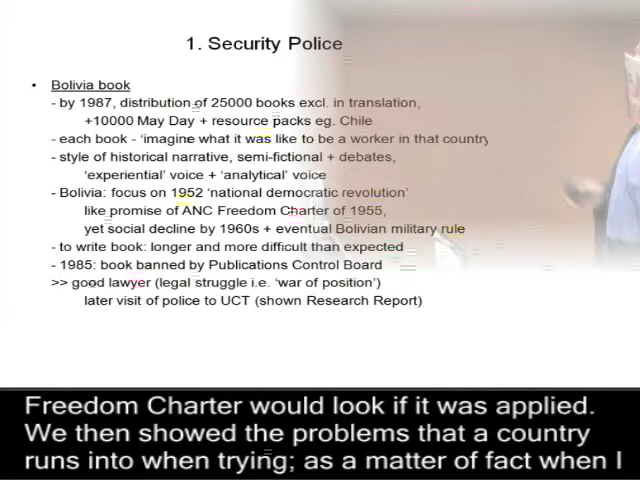 1. Security Police
• Bolivia book
- by 1987, distribution of 25000 books excl. in translation,
+10000 May Day + resource packs eg. Chile
- each book - ‘imagine what it was like to be a worker in that country
- style of historical narrative, semi-fictional + debates,
‘experiential’ voice + ‘analytical’ voice
- Bolivia: focus on 1952 ‘national democratic revolution’
like promise of ANC Freedom Charter of 1955,
yet social decline by 1960s + eventual Bolivian military rule
- to write book: longer and more difficult than expected
- 1985: book banned by Publications Control Board
>> good lawyer (legal struggle i.e. ‘war of position’)
later visit of police to UCT (shown Research Report)
Freedom Charter would look if it was applied.
We then showed the problems that a country
runs into when trying; as a matter of fact when I